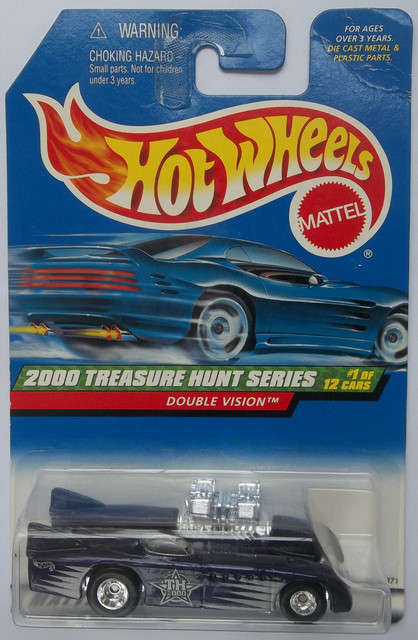 WARNING:
CHOKING HAZARD -
Small parts. Not for children
under 3 years.
FOR AGES
OVER 3 YEARS.
DIE CAST METAL &
PLASTIC PARTS.
HOT WHEELS
MATTEL
®
2000 TREASURE HUNT SERIES
#1 OF
12 CARS
DOUBLE VISION™
T.H.
2000